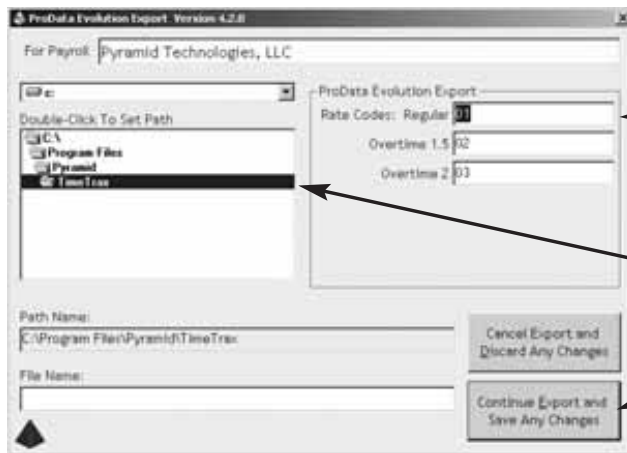 ProData Evolution Export Version 4.2.0
For Payroll: Pyramid Technologies, LLC
c:
Double-Click To Set Path
C:\
Program Files
Pyramid
TimeTrax
ProData Evolution Export
Rate Codes: Regular 01
Overtime 1.5 02
Overtime 2 03
Path Name:
C:\Program Files\Pyramid\TimeTrax
File Name:
Cancel Export and
Discard Any Changes
Continue Export and
Save Any Changes